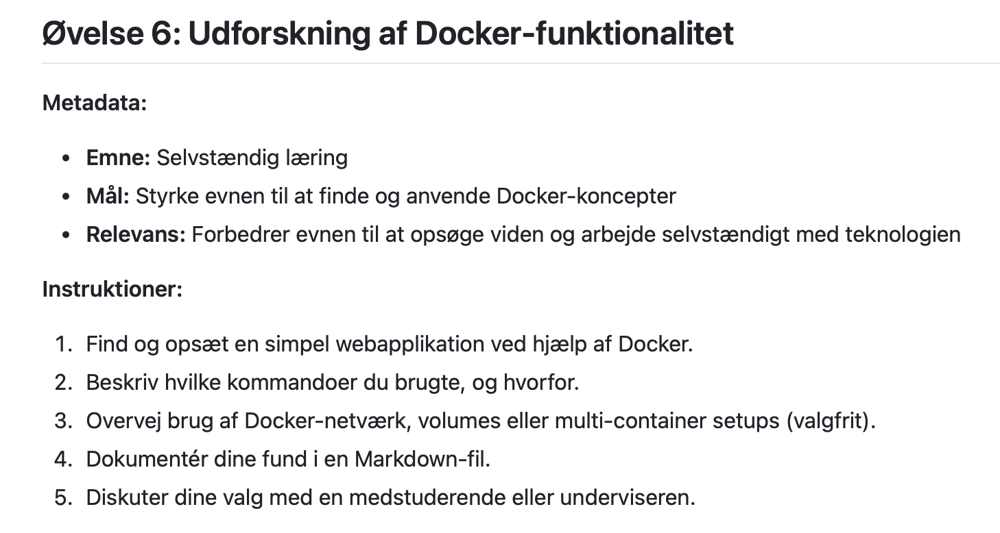 Øvelse 6: Udforskning af Docker-funktionalitet
Metadata:
• Emne: Selvstændig læring
• Mål: Styrke evnen til at finde og anvende Docker-koncepter
• Relevans: Forbedrer evnen til at opsøge viden og arbejde selvstændigt med teknologien
Instruktioner:
1. Find og opsæt en simpel webapplikation ved hjælp af Docker.
2. Beskriv hvilke kommandoer du brugte, og hvorfor.
3. Overvej brug af Docker-netværk, volumes eller multi-container setups (valgfrit).
4. Dokumentér dine fund i en Markdown-fil.
5. Diskuter dine valg med en medstuderende eller underviseren.